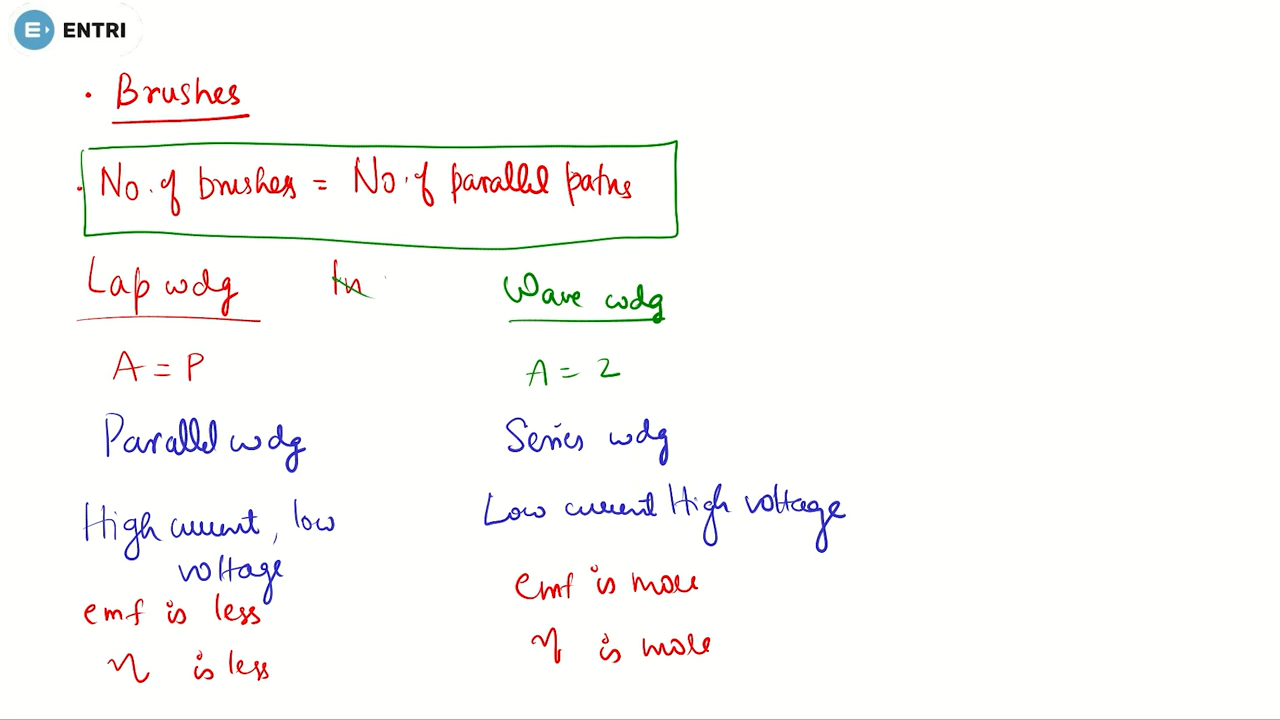 ENTRI
• Brushes
• No. of brushes = No. of parallel paths
Lap wdg
Wave wdg
A = P
A = 2
Parallel wdg
Series wdg
High current, low
voltage
Low current High voltage
emf is less
emf is more
η is less
η is more